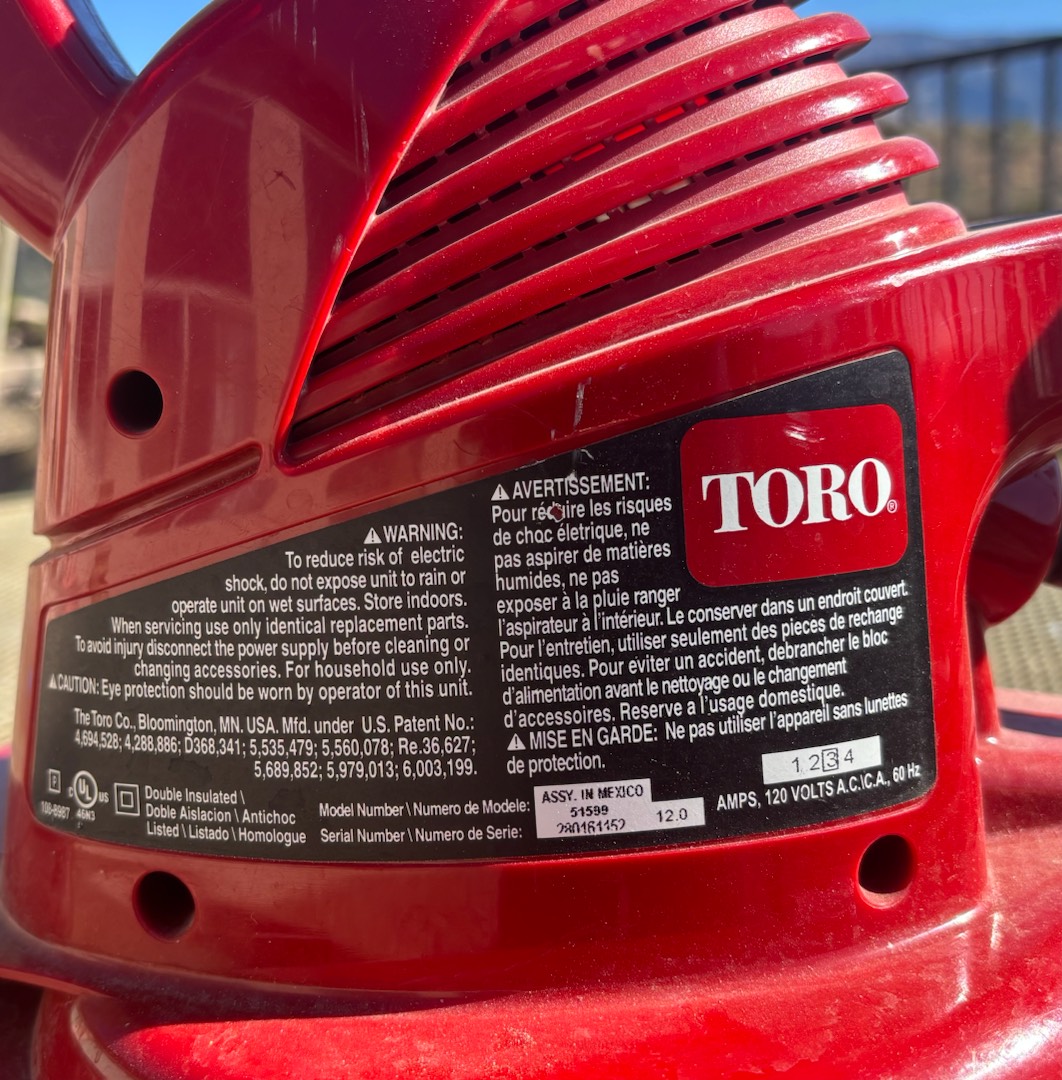 TORO®
⚠ WARNING:
To reduce risk of electric
shock, do not expose unit to rain or
operate unit on wet surfaces. Store indoors.
When servicing use only identical replacement parts.
To avoid injury disconnect the power supply before cleaning or
changing accessories. For household use only.
⚠CAUTION: Eye protection should be worn by operator of this unit.
The Toro Co., Bloomington, MN. USA. Mfd. under U.S. Patent No.:
4,694,528; 4,288,886; D368,341; 5,535,479; 5,560,078; Re.36,627;
5,689,852; 5,979,013; 6,003,199.
⚠ AVERTISSEMENT:
Pour réduire les risques
de choc életrique, ne
pas aspirer de matières
humides, ne pas
exposer à la pluie ranger
l'aspirateur à l'intérieur. Le conserver dans un endroit couvert.
Pour l'entretien, utiliser seulement des pieces de rechange
identiques. Pour eviter un accident, debrancher le bloc
d'alimentation avant le nettoyage ou le changement
d'accessoires. Reserve a l'usage domestique.
⚠ MISE EN GARDE: Ne pas utiliser l'appareil sans lunettes
de protection.
P
c UL US
46N3
Double Insulated \
Doble Aislacion \ Antichoc
Listed \ Listado \ Homologue
Model Number \ Numero de Modele:
Serial Number \ Numero de Serie:
ASSY. IN MEXICO
51599
280161152
12.0
1 2 3 4
AMPS, 120 VOLTS A.C.\C.A., 60 Hz